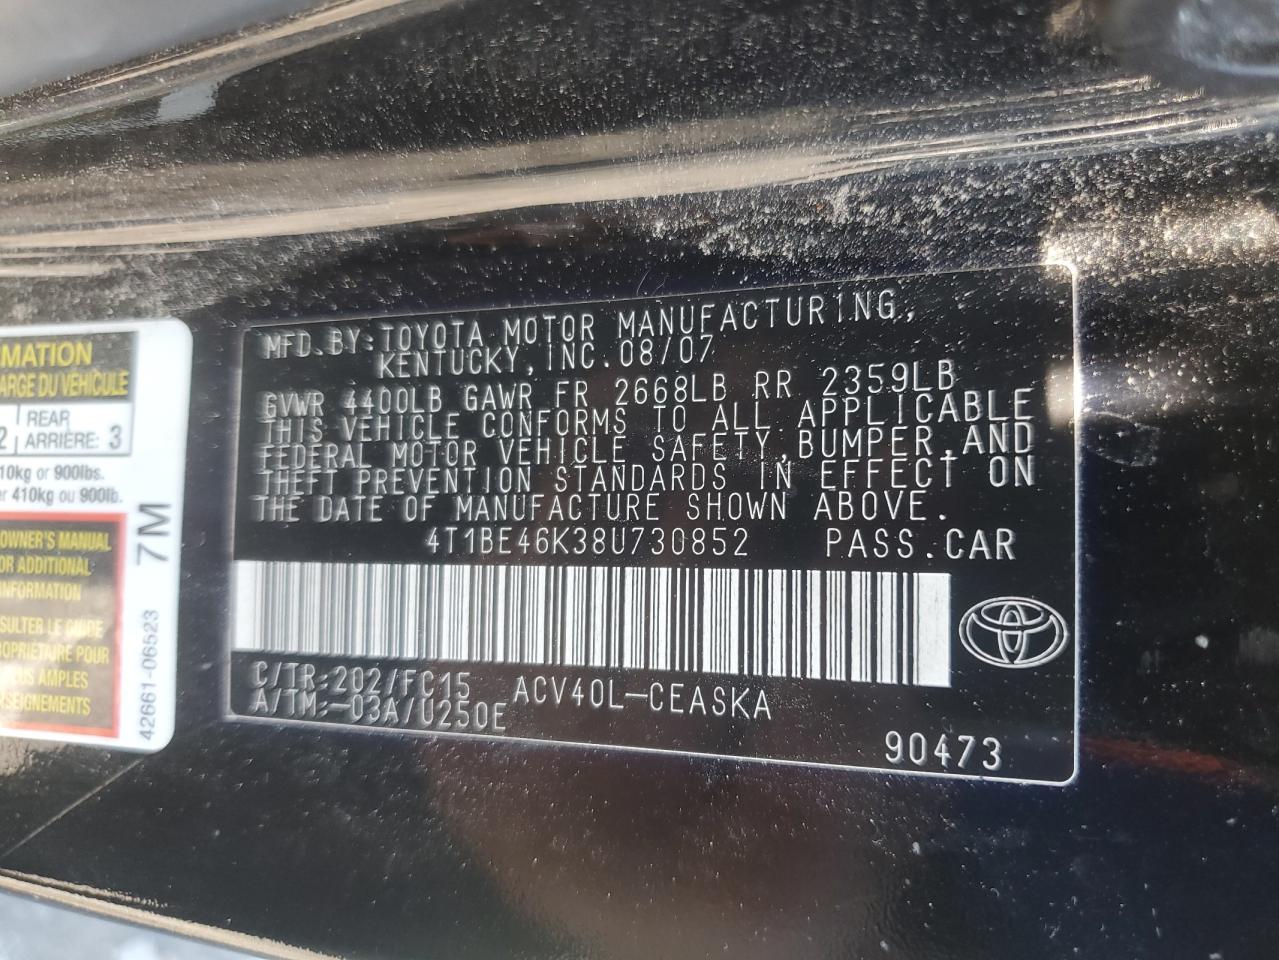 MATION
ARGE DU VÉHICULE
2 REAR
ARRIÈRE: 3
10kg or 900lbs.
er 410kg ou 900lb.
OWNER'S MANUAL
OR ADDITIONAL
INFORMATION
SULTER LE GUIDE
ROPRIÉTAIRE POUR
LUS AMPLES
SEIGNEMENTS
7M
42661-06523
MFD.BY:TOYOTA MOTOR MANUFACTURING,
KENTUCKY,INC.08/07
GVWR 4400LB GAWR FR 2668LB RR 2359LB
THIS VEHICLE CONFORMS TO ALL APPLICABLE
FEDERAL MOTOR VEHICLE SAFETY,BUMPER,AND
THEFT PREVENTION STANDARDS IN EFFECT ON
THE DATE OF MANUFACTURE SHOWN ABOVE.
4T1BE46K38U730852 PASS.CAR
C/TR:202/FC15 ACV40L-CEASKA
A/TM:-03A/U250E
90473